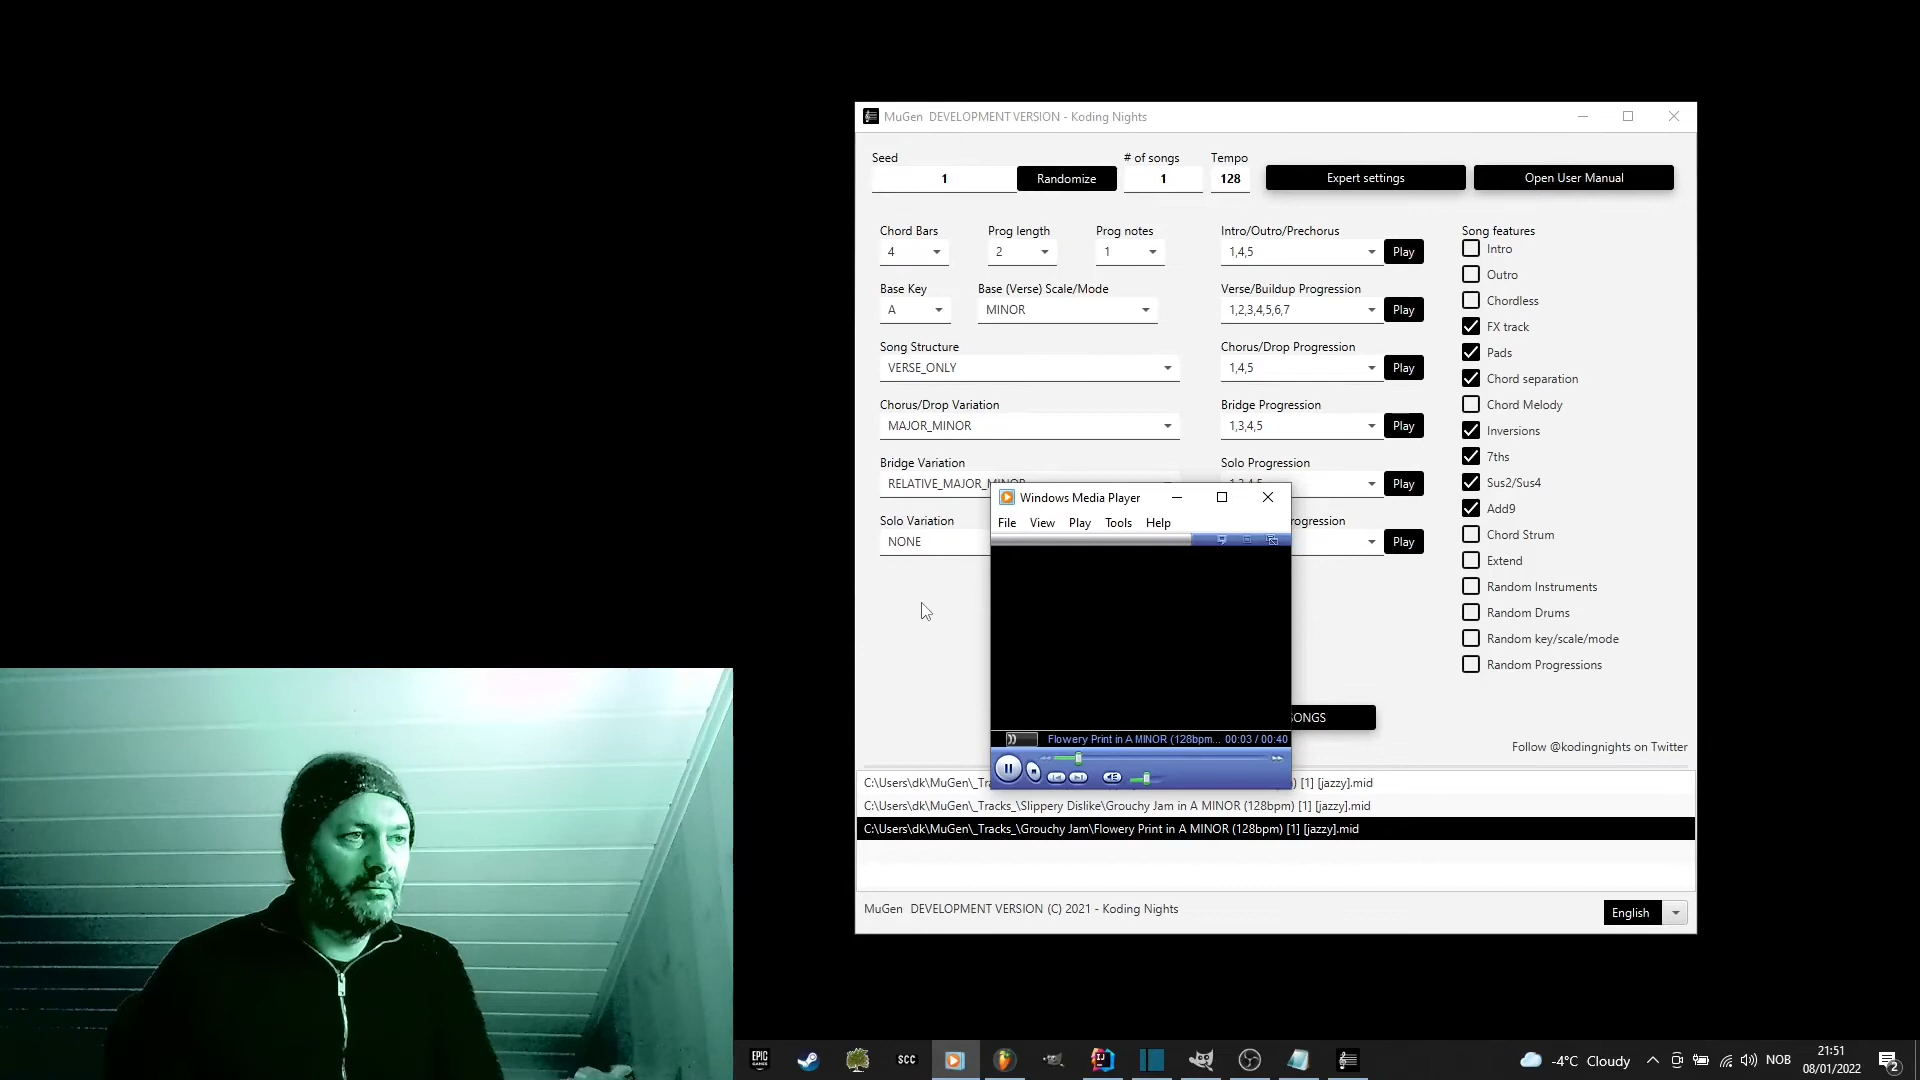 MuGen DEVELOPMENT VERSION - Koding Nights
Seed
1
Randomize
# of songs
1
Tempo
128
Expert settings
Open User Manual
Chord Bars
4
Prog length
2
Prog notes
1
Intro/Outro/Prechorus
1,4,5
Play
Base Key
A
Base (Verse) Scale/Mode
MINOR
Verse/Buildup Progression
1,2,3,4,5,6,7
Play
Song Structure
VERSE_ONLY
Chorus/Drop Progression
1,4,5
Play
Chorus/Drop Variation
MAJOR_MINOR
Bridge Progression
1,3,4,5
Play
Bridge Variation
RELATIVE_MAJOR_MINOR
Solo Progression
Play
Solo Variation
NONE
rogression
Play
Song features
Intro
Outro
Chordless
FX track
Pads
Chord separation
Chord Melody
Inversions
7ths
Sus2/Sus4
Add9
Chord Strum
Extend
Random Instruments
Random Drums
Random key/scale/mode
Random Progressions
Windows Media Player
File View Play Tools Help
Flowery Print in A MINOR (128bpm... 00:03 / 00:40
SONGS
Follow @kodingnights on Twitter
C:\Users\dk\MuGen\_Tra
) [1] [jazzy].mid
C:\Users\dk\MuGen\_Tracks_\Slippery Dislike\Grouchy Jam in A MINOR (128bpm) [1] [jazzy].mid
C:\Users\dk\MuGen\_Tracks_\Grouchy Jam\Flowery Print in A MINOR (128bpm) [1] [jazzy].mid
MuGen DEVELOPMENT VERSION (C) 2021 - Koding Nights
English
EPIC GAMES
SCC
-4°C Cloudy
NOB
21:51
08/01/2022
2